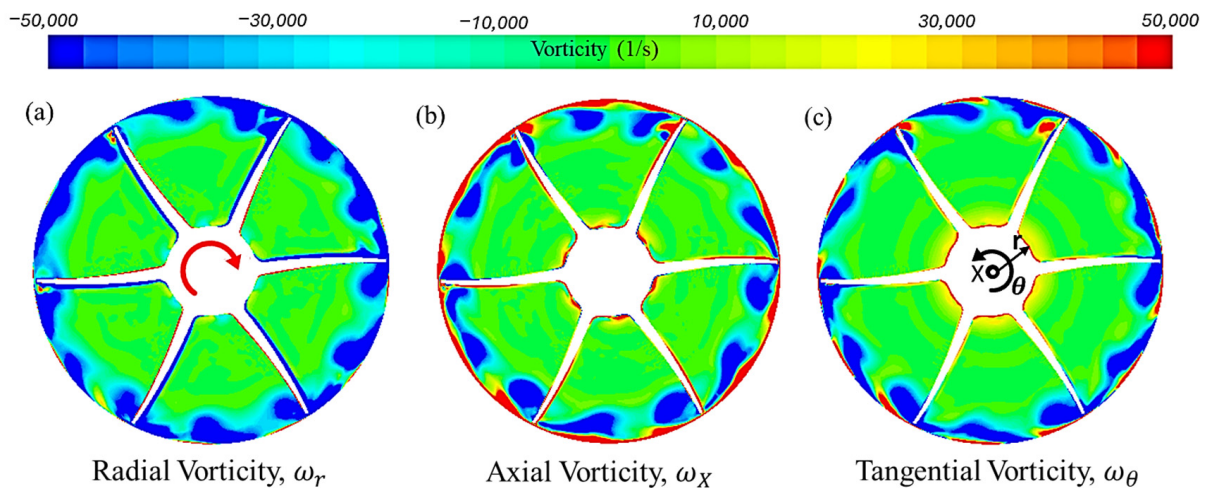 −50,000 −30,000 −10,000 10,000 30,000 50,000
Vorticity (1/s)
(a) (b) (c)
r
X
θ
Radial Vorticity, ωr Axial Vorticity, ωX Tangential Vorticity, ωθ